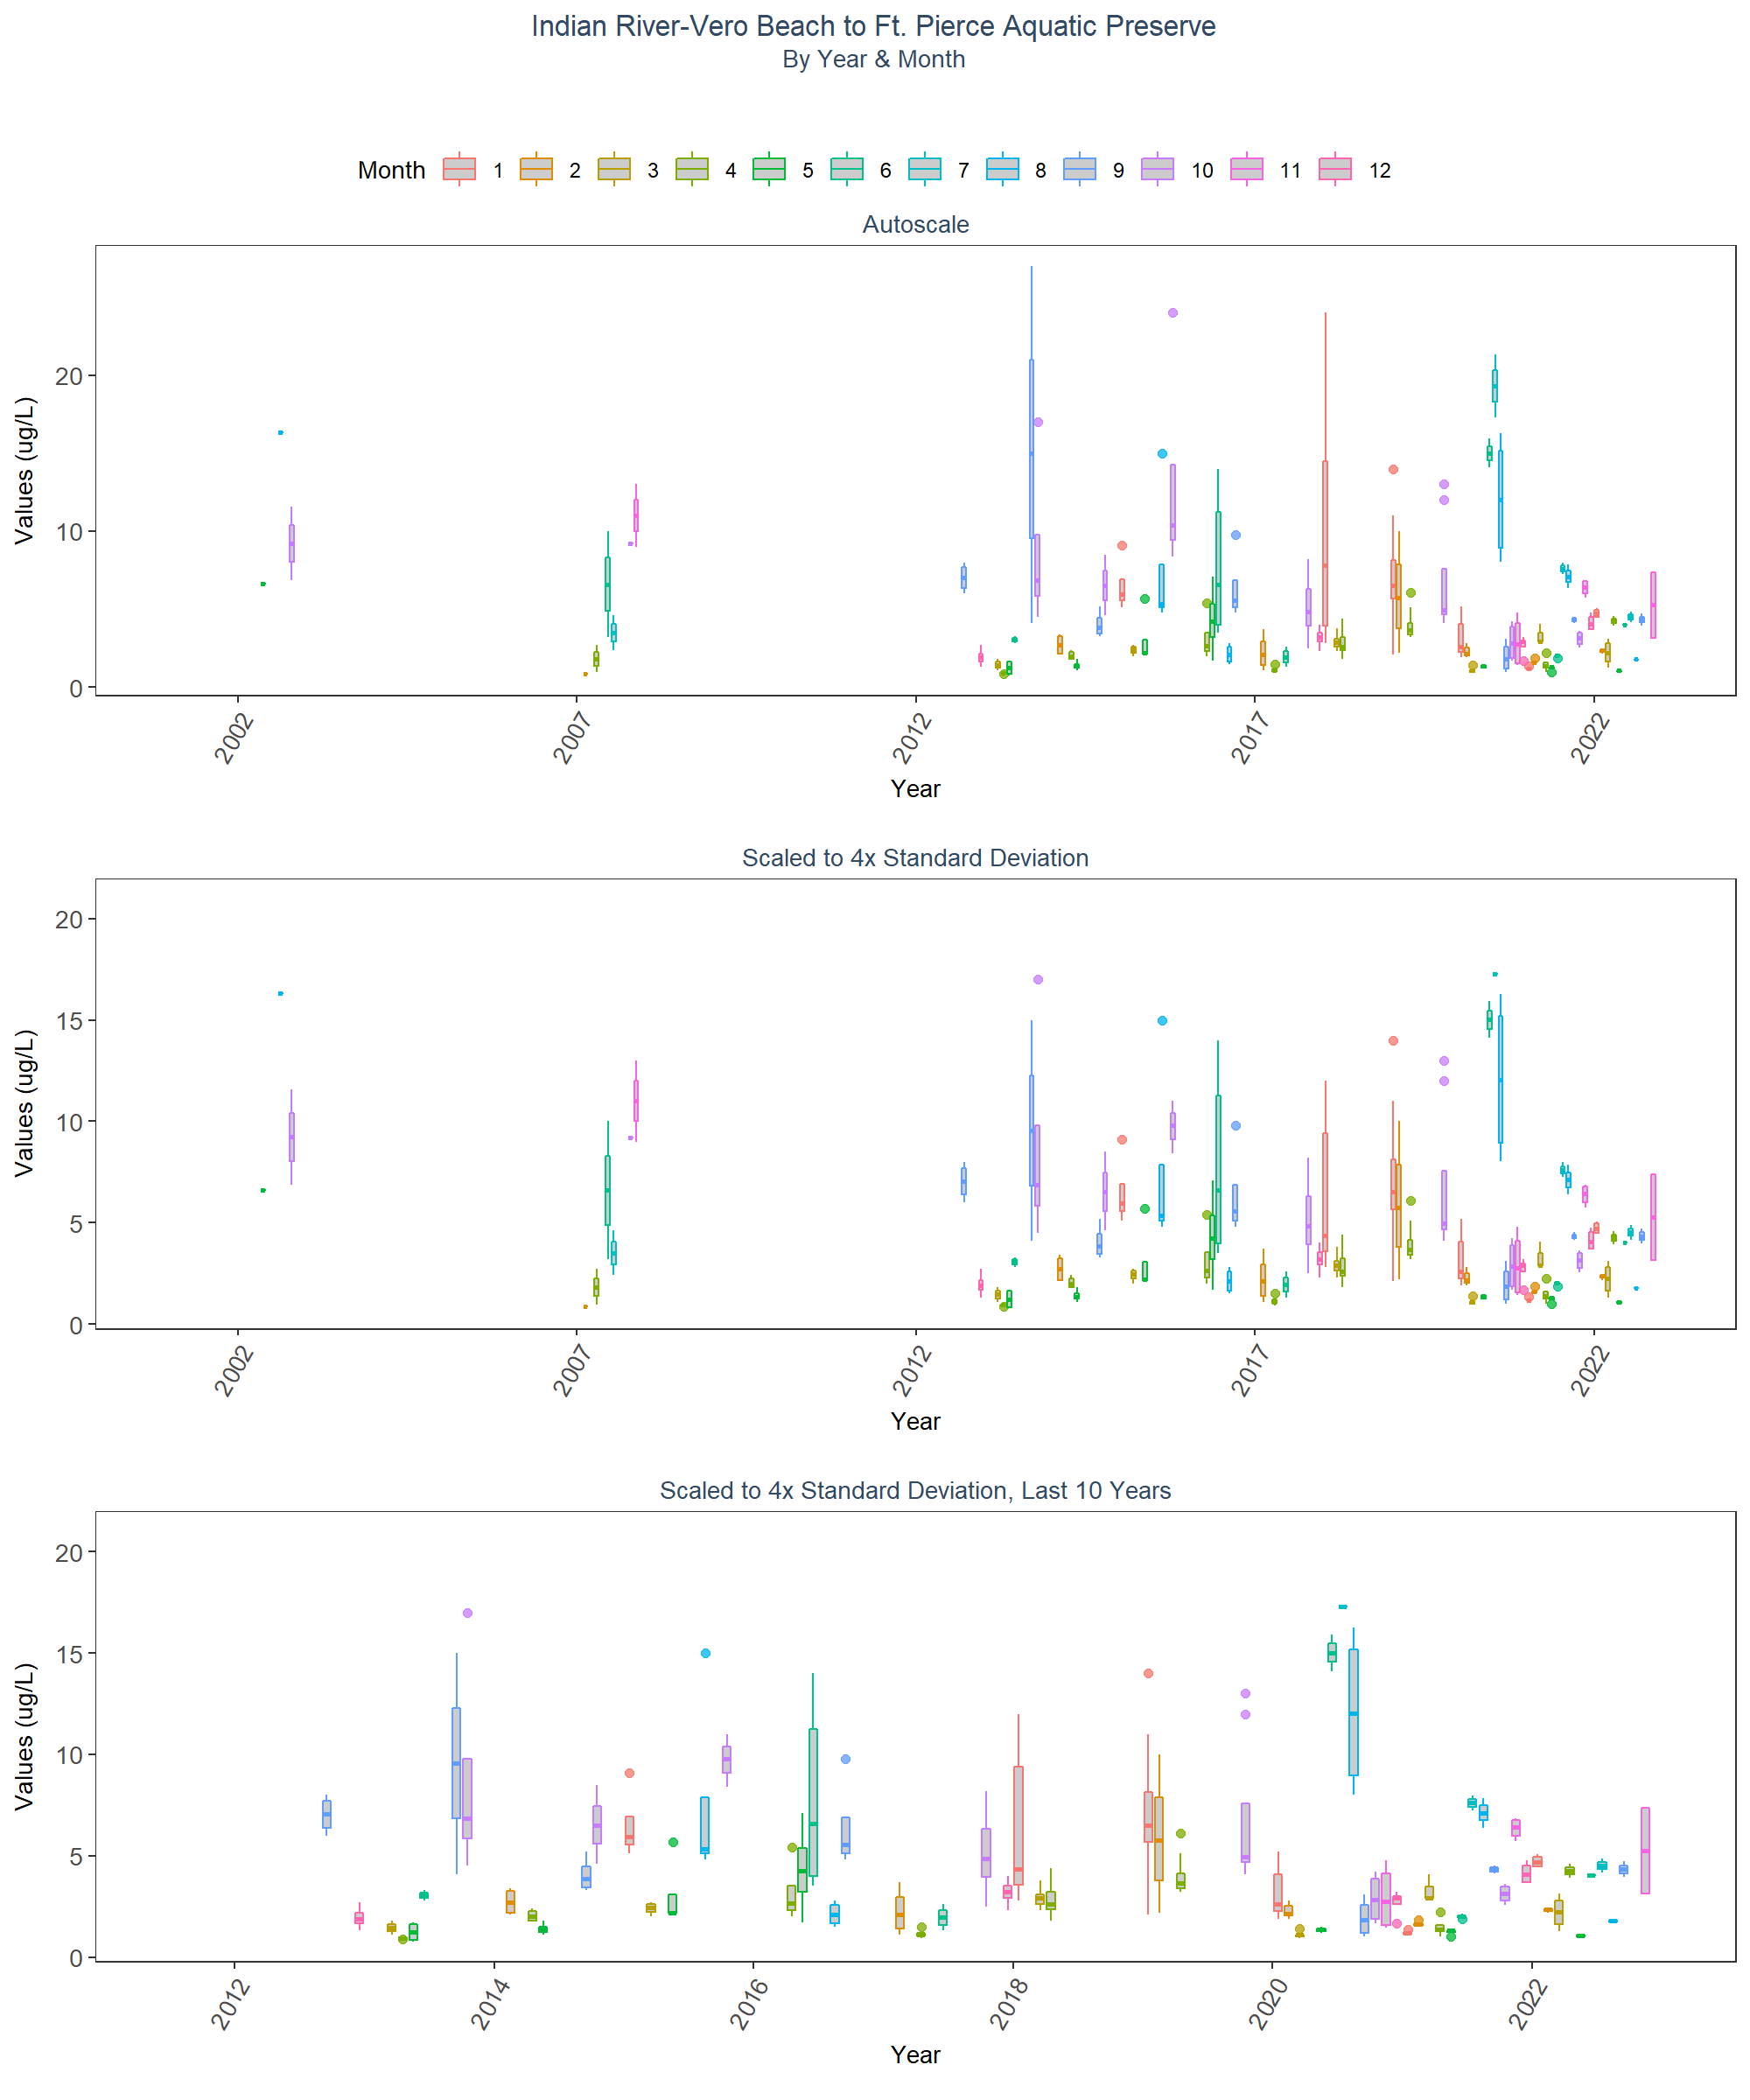 Indian River-Vero Beach to Ft. Pierce Aquatic Preserve
By Year & Month
Month 1 2 3 4 5 6 7 8 9 10 11 12
Autoscale
Values (ug/L)
20
10
0
2002 2007 2012 2017 2022
Year
Scaled to 4x Standard Deviation
Values (ug/L)
20
15
10
5
0
2002 2007 2012 2017 2022
Year
Scaled to 4x Standard Deviation, Last 10 Years
Values (ug/L)
20
15
10
5
0
2012 2014 2016 2018 2020 2022
Year